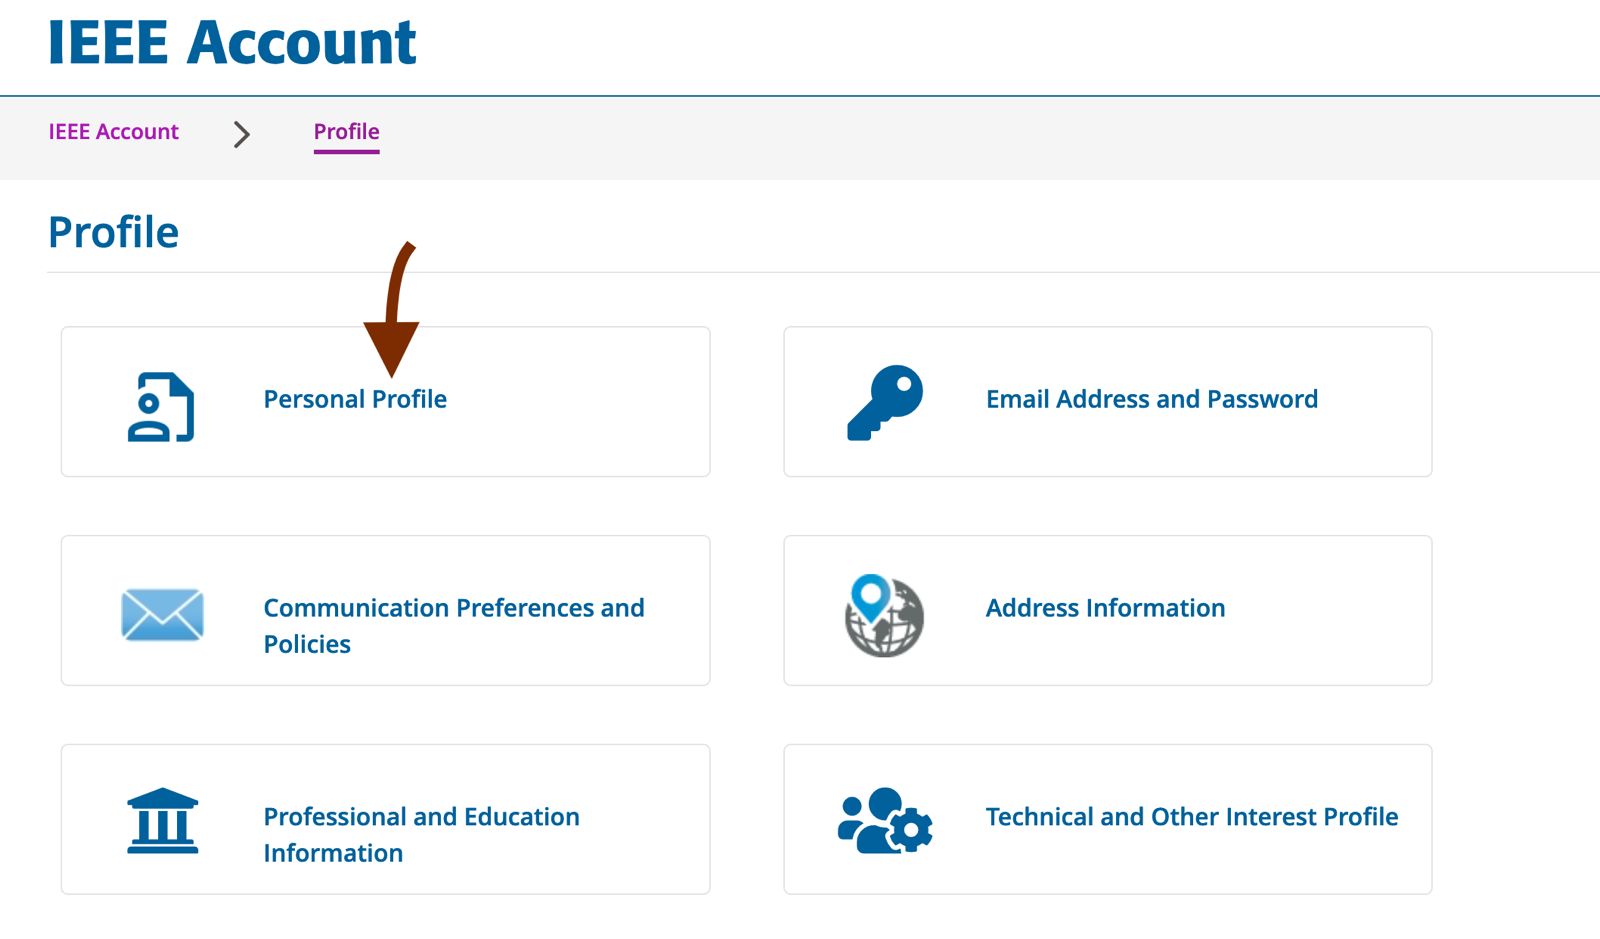 IEEE Account
IEEE Account
Profile
Profile
Personal Profile
Email Address and Password
Communication Preferences and
Policies
Address Information
Professional and Education
Information
Technical and Other Interest Profile